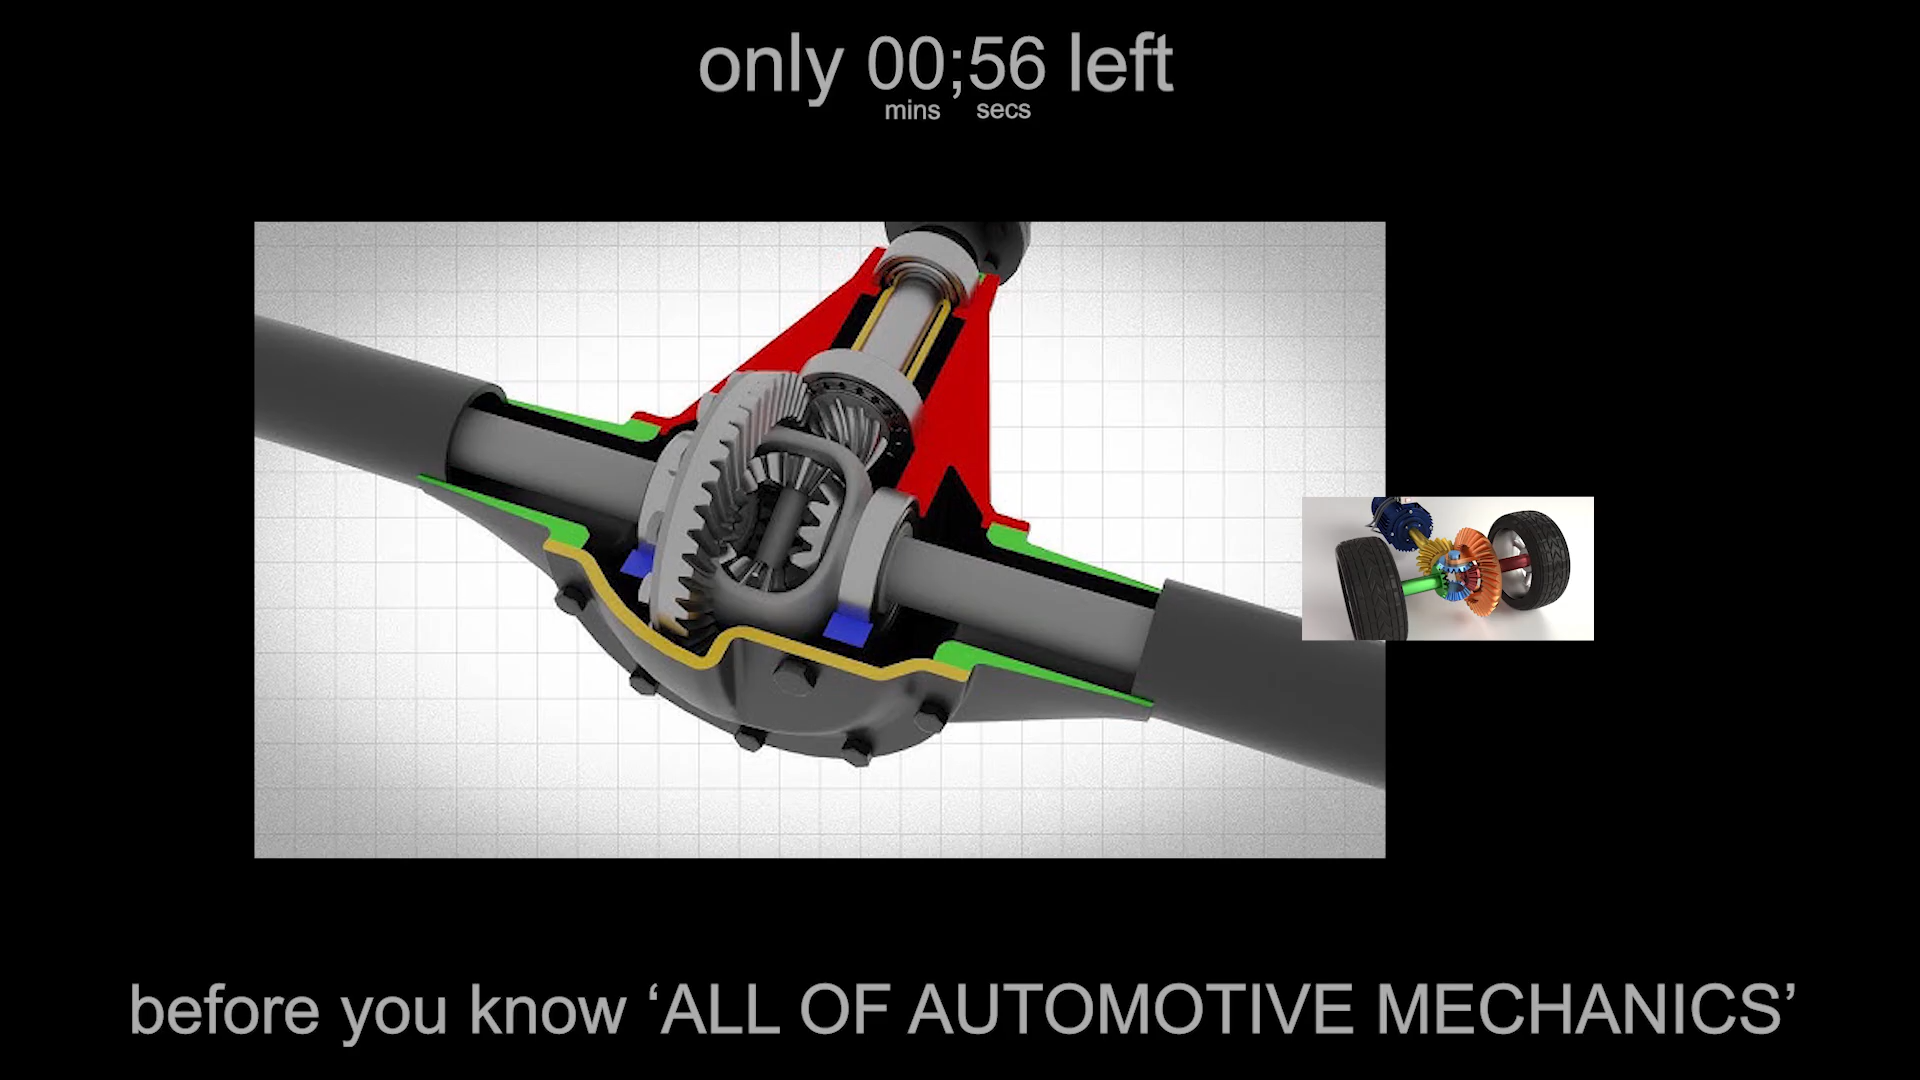 only 00;56 left
mins secs
before you know ‘ALL OF AUTOMOTIVE MECHANICS’